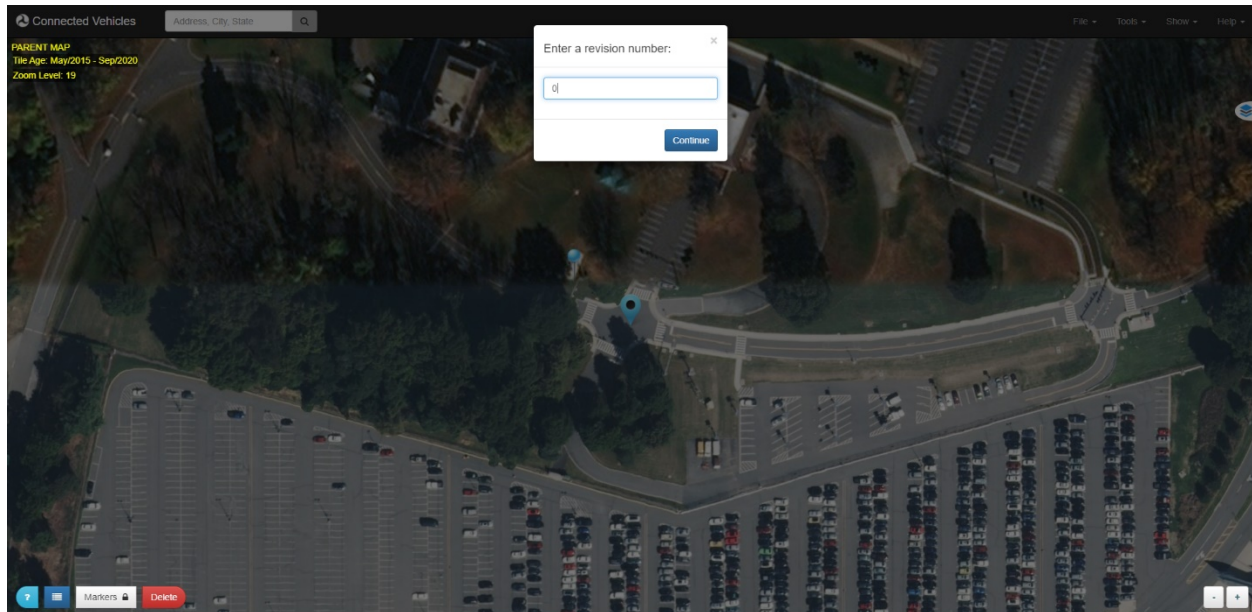 Connected Vehicles
Address, City, State
File
Tools
Show
Help
PARENT MAP
Tile Age: May/2015 - Sep/2020
Zoom Level: 19
Enter a revision number:
×
0
Continue
?
Markers
Delete
-
+